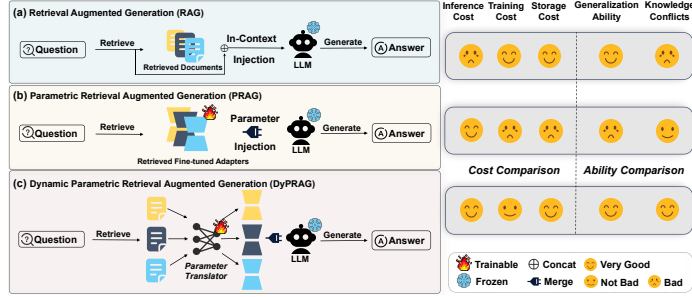 (a) Retrieval Augmented Generation (RAG)
Question
Retrieve
Retrieved Documents
In-Context
Injection
LLM
Generate
Answer
(b) Parametric Retrieval Augmented Generation (PRAG)
Question
Retrieve
Retrieved Fine-tuned Adapters
Parameter
Injection
LLM
Generate
Answer
(c) Dynamic Parametric Retrieval Augmented Generation (DyPRAG)
Question
Retrieve
Parameter
Translator
LLM
Generate
Answer
Inference
Cost
Training
Cost
Storage
Cost
Generalization
Ability
Knowledge
Conflicts
Cost Comparison
Ability Comparison
Trainable
Concat
Very Good
Frozen
Merge
Not Bad
Bad